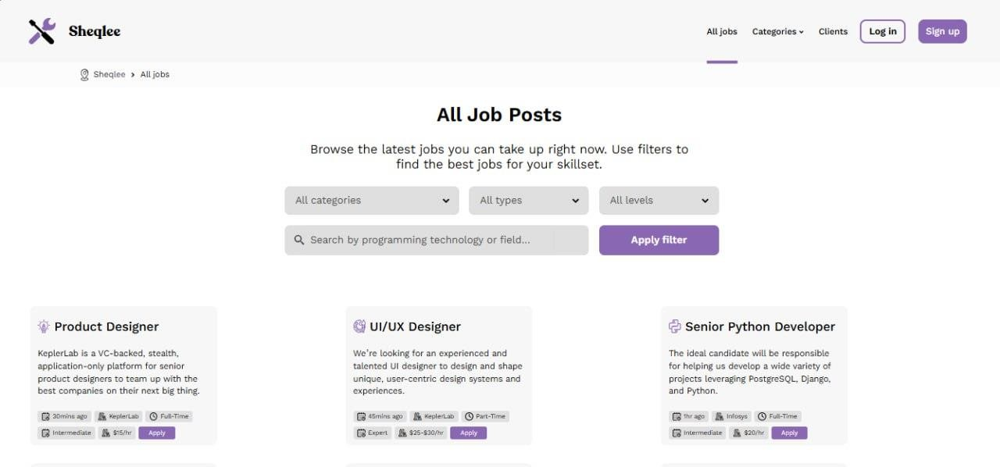 Sheqlee
All jobs
Categories
Clients
Log in
Sign up
Sheqlee > All jobs
All Job Posts
Browse the latest jobs you can take up right now. Use filters to
find the best jobs for your skillset.
All categories
All types
All levels
Search by programming technology or field...
Apply filter
Product Designer
KeplerLab is a VC-backed, stealth,
application-only platform for senior
product designers to team up with the
best companies on their next big thing.
30mins ago
KeplerLab
Full-Time
Intermediate
$15/hr
Apply
UI/UX Designer
We're looking for an experienced and
talented UI designer to design and shape
unique, user-centric design systems and
experiences.
45mins ago
KeplerLab
Part-Time
Expert
$25-$30/hr
Apply
Senior Python Developer
The ideal candidate will be responsible
for helping us develop a wide variety of
projects leveraging PostgreSQL, Django,
and Python.
1hr ago
Infosys
Full-Time
Intermediate
$20/hr
Apply